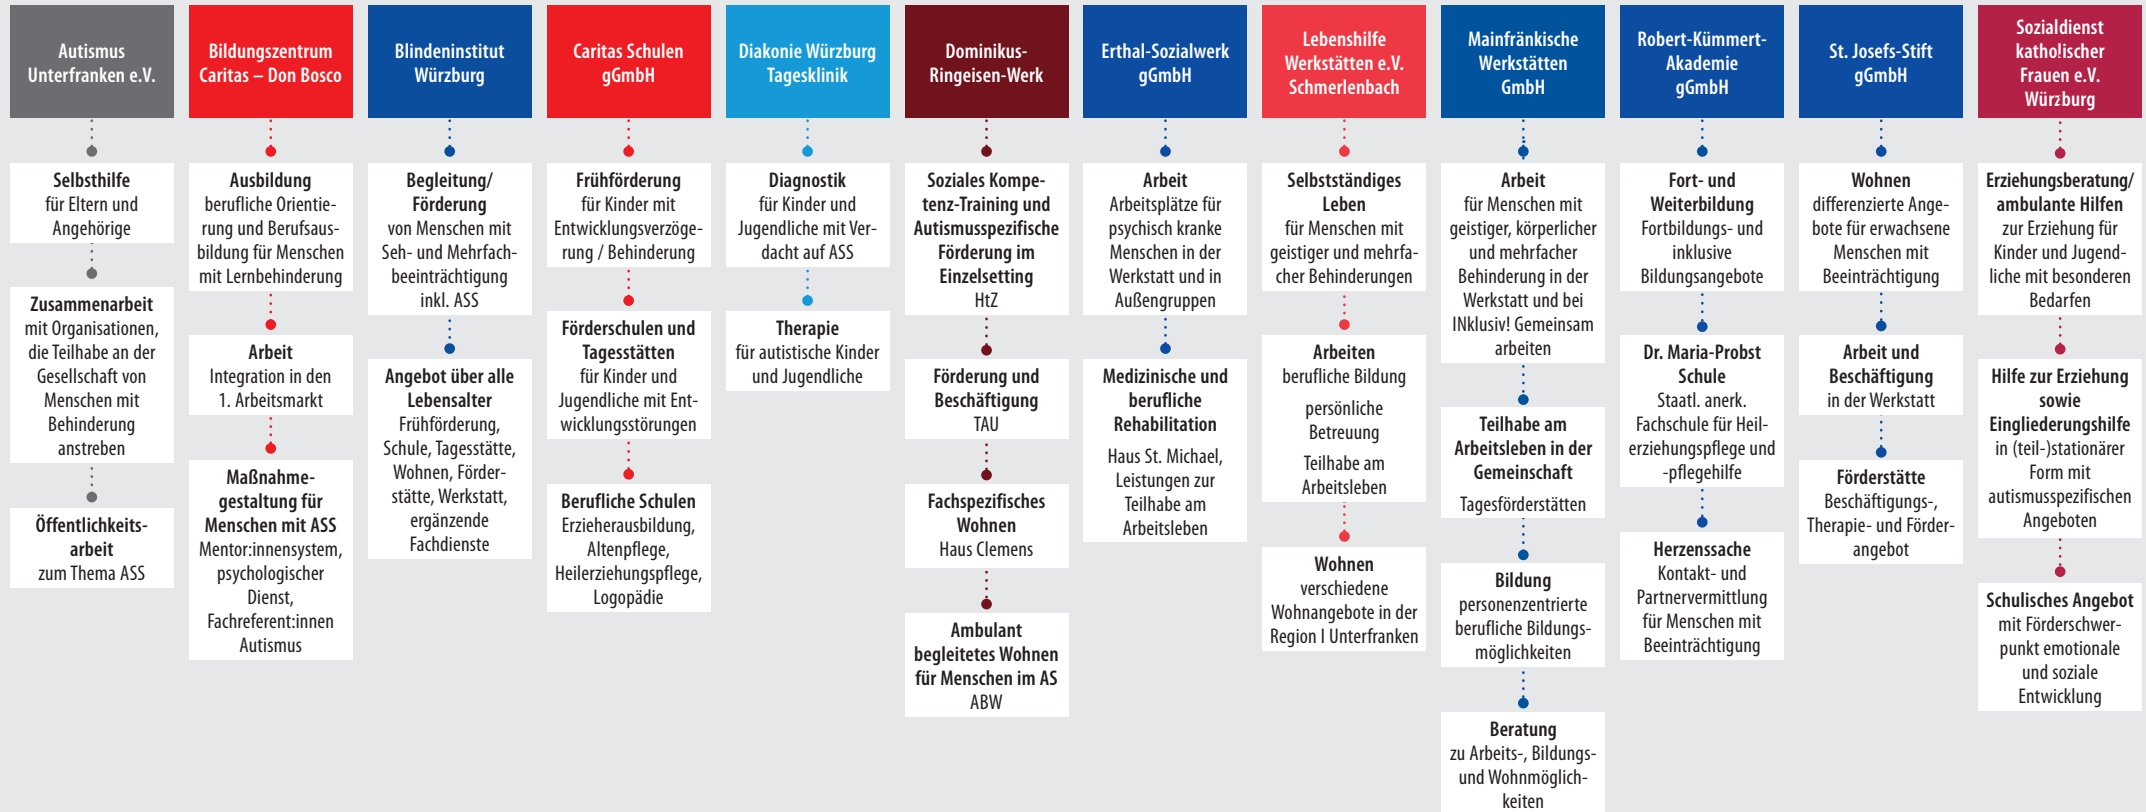 Autismus
Unterfranken e.V.
Selbsthilfe
für Eltern und
Angehörige
Zusammenarbeit
mit Organisationen,
die Teilhabe an der
Gesellschaft von
Menschen mit
Behinderung
anstreben
Öffentlichkeits-
arbeit
zum Thema ASS
Bildungszentrum
Caritas – Don Bosco
Ausbildung
berufliche Orientie-
rung und Berufsaus-
bildung für Menschen
mit Lernbehinderung
Arbeit
Integration in den
1. Arbeitsmarkt
Maßnahme-
gestaltung für
Menschen mit ASS
Mentor:innensystem,
psychologischer
Dienst,
Fachreferent:innen
Autismus
Blindeninstitut
Würzburg
Begleitung/
Förderung
von Menschen mit
Seh- und Mehrfach-
beeinträchtigung
inkl. ASS
Angebot über alle
Lebensalter
Frühförderung,
Schule, Tagesstätte,
Wohnen, Förder-
stätte, Werkstatt,
ergänzende
Fachdienste
Caritas Schulen
gGmbH
Frühförderung
für Kinder mit
Entwicklungsverzöge-
rung / Behinderung
Förderschulen und
Tagesstätten
für Kinder und
Jugendliche mit Ent-
wicklungsstörungen
Berufliche Schulen
Erzieherausbildung,
Altenpflege,
Heilerziehungspflege,
Logopädie
Diakonie Würzburg
Tagesklinik
Diagnostik
für Kinder und
Jugendliche mit Ver-
dacht auf ASS
Therapie
für autistische Kinder
und Jugendliche
Dominikus-
Ringeisen-Werk
Soziales Kompe-
tenz-Training und
Autismusspezifische
Förderung im
Einzelsetting
HtZ
Förderung und
Beschäftigung
TAU
Fachspezifisches
Wohnen
Haus Clemens
Ambulant
begleitetes Wohnen
für Menschen im AS
ABW
Erthal-Sozialwerk
gGmbH
Arbeit
Arbeitsplätze für
psychisch kranke
Menschen in der
Werkstatt und in
Außengruppen
Medizinische und
berufliche
Rehabilitation
Haus St. Michael,
Leistungen zur
Teilhabe am
Arbeitsleben
Lebenshilfe
Werkstätten e.V.
Schmerlenbach
Selbstständiges
Leben
für Menschen mit
geistiger und mehrfa-
cher Behinderungen
Arbeiten
berufliche Bildung
persönliche
Betreuung
Teilhabe am
Arbeitsleben
Wohnen
verschiedene
Wohnangebote in der
Region I Unterfranken
Mainfränkische
Werkstätten
GmbH
Arbeit
für Menschen mit
geistiger, körperlicher
und mehrfacher
Behinderung in der
Werkstatt und bei
INklusiv! Gemeinsam
arbeiten
Teilhabe am
Arbeitsleben in der
Gemeinschaft
Tagesförderstätten
Bildung
personenzentrierte
berufliche Bildungs-
möglichkeiten
Beratung
zu Arbeits-, Bildungs-
und Wohnmöglich-
keiten
Robert-Kümmert-
Akademie
gGmbH
Fort- und
Weiterbildung
Fortbildungs- und
inklusive
Bildungsangebote
Dr. Maria-Probst
Schule
Staatl. anerk.
Fachschule für Heil-
erziehungspflege und
-pflegehilfe
Herzenssache
Kontakt- und
Partnervermittlung
für Menschen mit
Beeinträchtigung
St. Josefs-Stift
gGmbH
Wohnen
differenzierte Ange-
bote für erwachsene
Menschen mit
Beeinträchtigung
Arbeit und
Beschäftigung
in der Werkstatt
Förderstätte
Beschäftigungs-,
Therapie- und Förder-
angebot
Sozialdienst
katholischer
Frauen e.V.
Würzburg
Erziehungsberatung/
ambulante Hilfen
zur Erziehung für
Kinder und Jugend-
liche mit besonderen
Bedarfen
Hilfe zur Erziehung
sowie
Eingliederungshilfe
in (teil-)stationärer
Form mit
autismusspezifischen
Angeboten
Schulisches Angebot
mit Förderschwer-
punkt emotionale
und soziale
Entwicklung